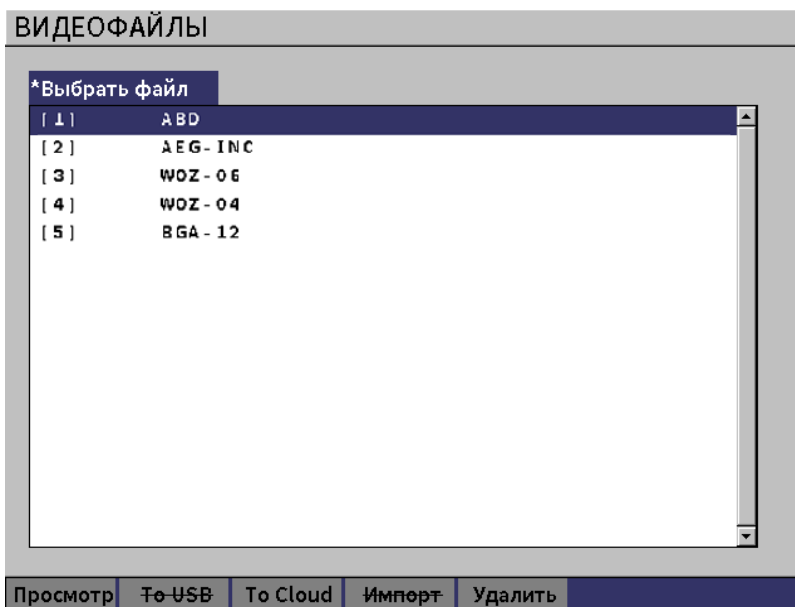 ВИДЕОФАЙЛЫ
*Выбрать файл
[1] ABD
[2] AEG-INC
[3] WOZ-06
[4] WOZ-04
[5] BGA-12
Просмотр To USB To Cloud Импорт Удалить